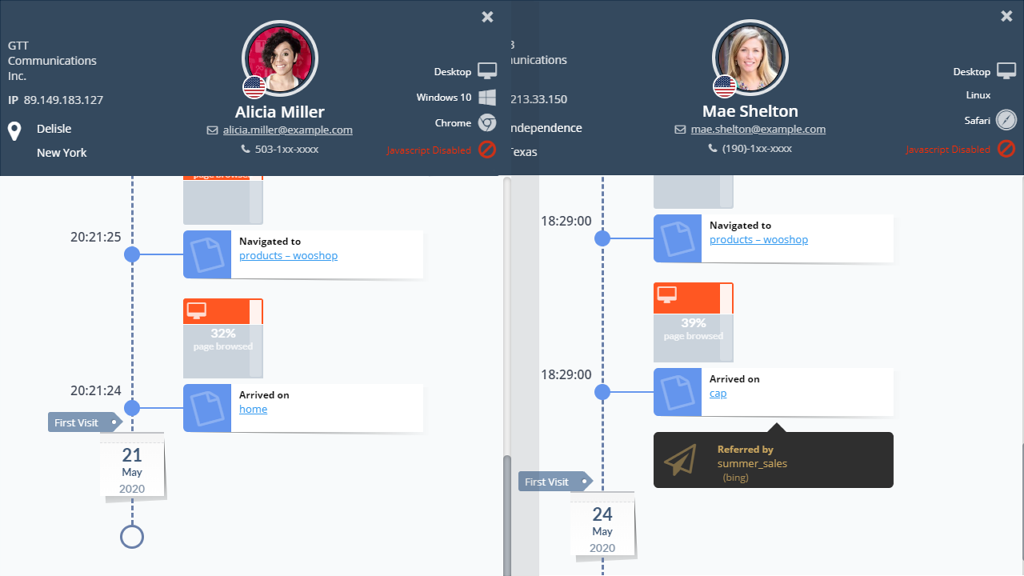 GTT
Communications
Inc.
IP 89.149.183.127
Delisle
New York
Alicia Miller
alicia.miller@example.com
503-1xx-xxxx
Desktop
Windows 10
Chrome
Javascript Disabled
page browsed
20:21:25
Navigated to
products – wooshop
32%
page browsed
20:21:24
Arrived on
home
First Visit
21
May
2020
3
unications
213.33.150
ndependence
Texas
Mae Shelton
mae.shelton@example.com
(190)-1xx-xxxx
Desktop
Linux
Safari
Javascript Disabled
18:29:00
Navigated to
products – wooshop
39%
page browsed
18:29:00
Arrived on
cap
Referred by
summer_sales
(bing)
First Visit
24
May
2020